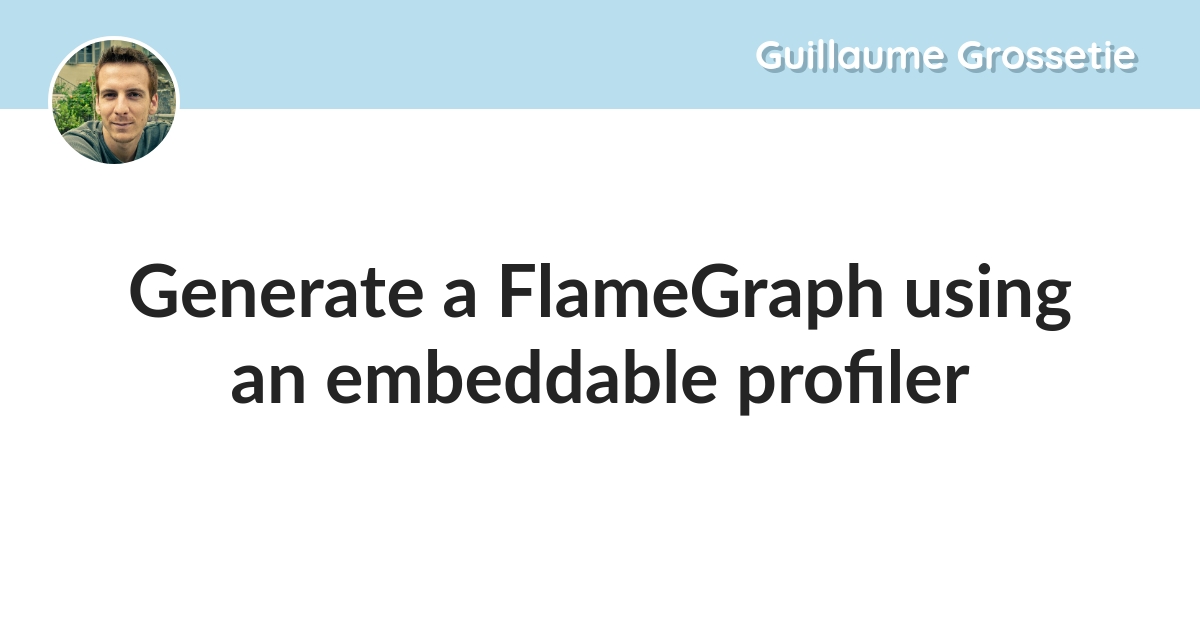 Guillaume Grossetie
Generate a FlameGraph using
an embeddable profiler